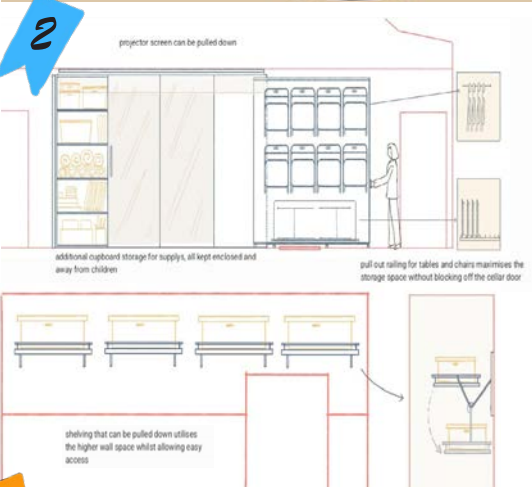 2
projector screen can be pulled down
additional cupboard storage for supplys, all kept enclosed and
away from children
pull out railing for tables and chairs maximises the
storage space without blocking off the cellar door
shelving that can be pulled down utilises
the higher wall space whilst allowing easy
access